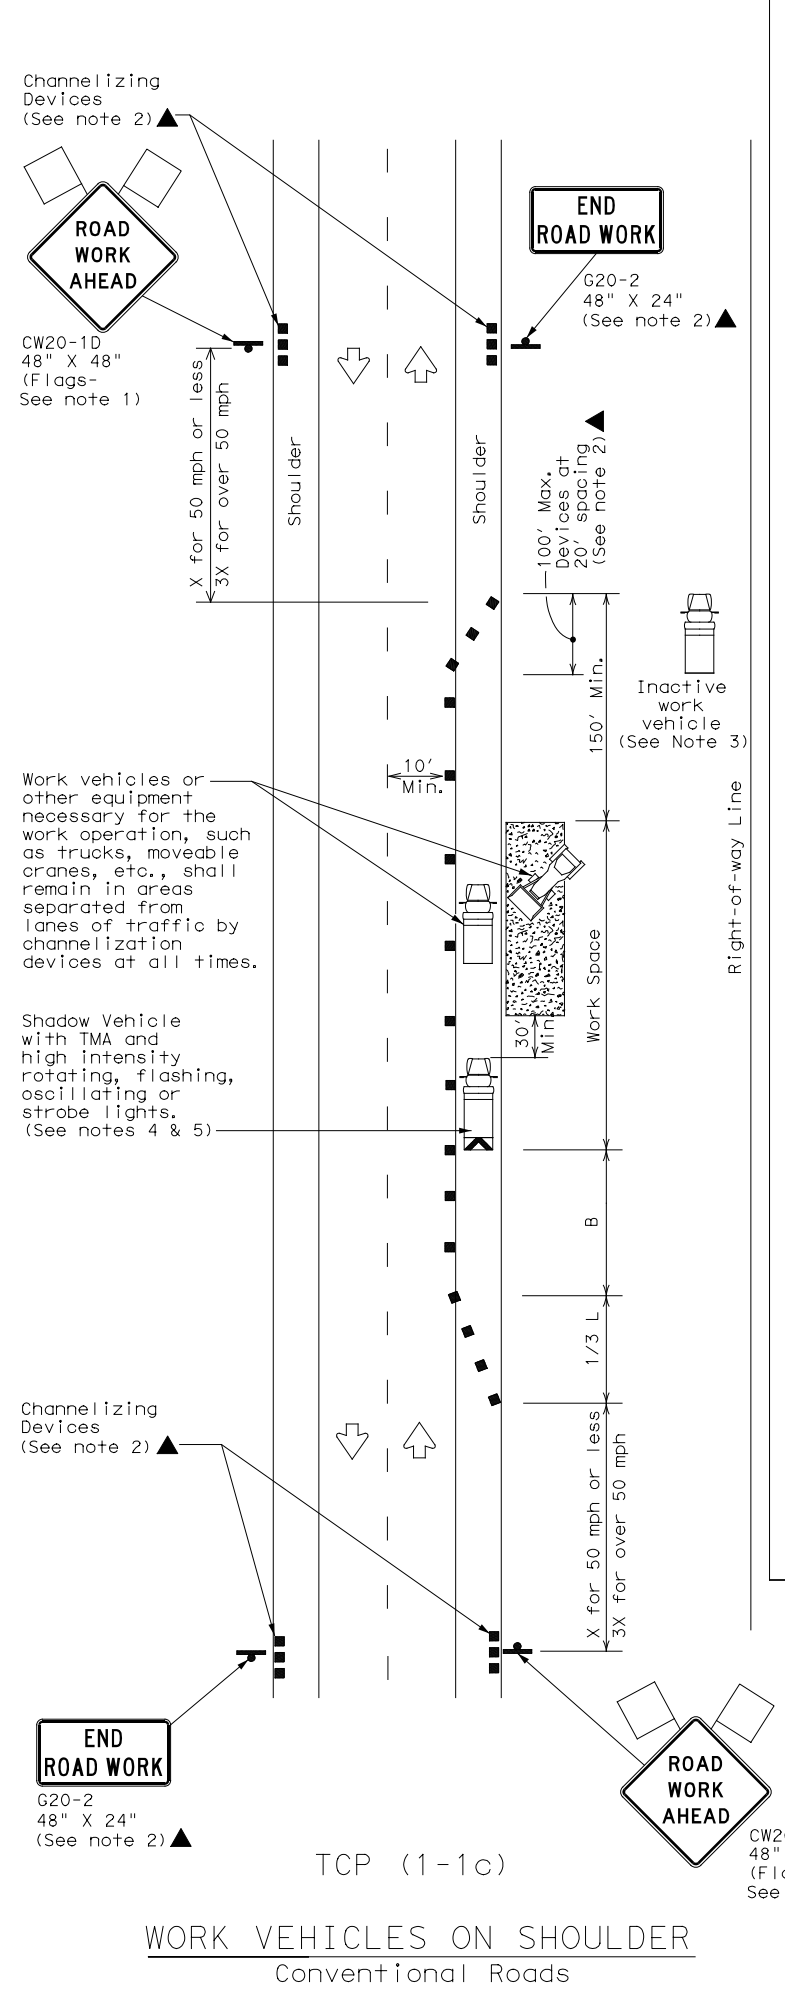 Channelizing
Devices
(See note 2)
ROAD
WORK
AHEAD
CW20-1D
48" X 48"
(Flags-
See note 1)
END
ROAD WORK
G20-2
48" X 24"
(See note 2)
X for 50 mph or less
3X for over 50 mph
Shoulder
Shoulder
100' Max.
Devices at
20' spacing
(See note 2)
150' Min.
Inactive
work
vehicle
(See Note 3)
10'
Min.
Work vehicles or
other equipment
necessary for the
work operation, such
as trucks, moveable
cranes, etc., shall
remain in areas
separated from
lanes of traffic by
channelization
devices at all times.
Right-of-way Line
Work Space
30'
Min.
Shadow Vehicle
with TMA and
high intensity
rotating, flashing,
oscillating or
strobe lights.
(See notes 4 & 5)
B
1/3 L
Channelizing
Devices
(See note 2)
X for 50 mph or less
3X for over 50 mph
END
ROAD WORK
G20-2
48" X 24"
(See note 2)
ROAD
WORK
AHEAD
48"
See
TCP (1-1c)
WORK VEHICLES ON SHOULDER
Conventional Roads